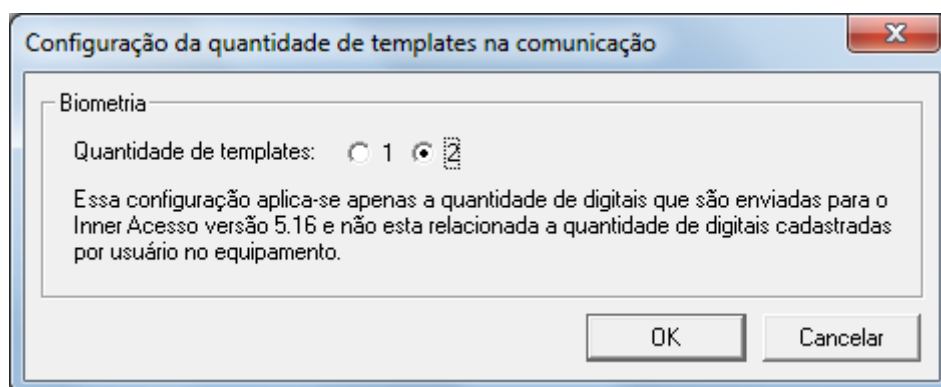 Configuração da quantidade de templates na comunicação
Biometria
Quantidade de templates: 1 2
Essa configuração aplica-se apenas a quantidade de digitais que são enviadas para o
Inner Acesso versão 5.16 e não esta relacionada a quantidade de digitais cadastradas
por usuário no equipamento.
OK Cancelar